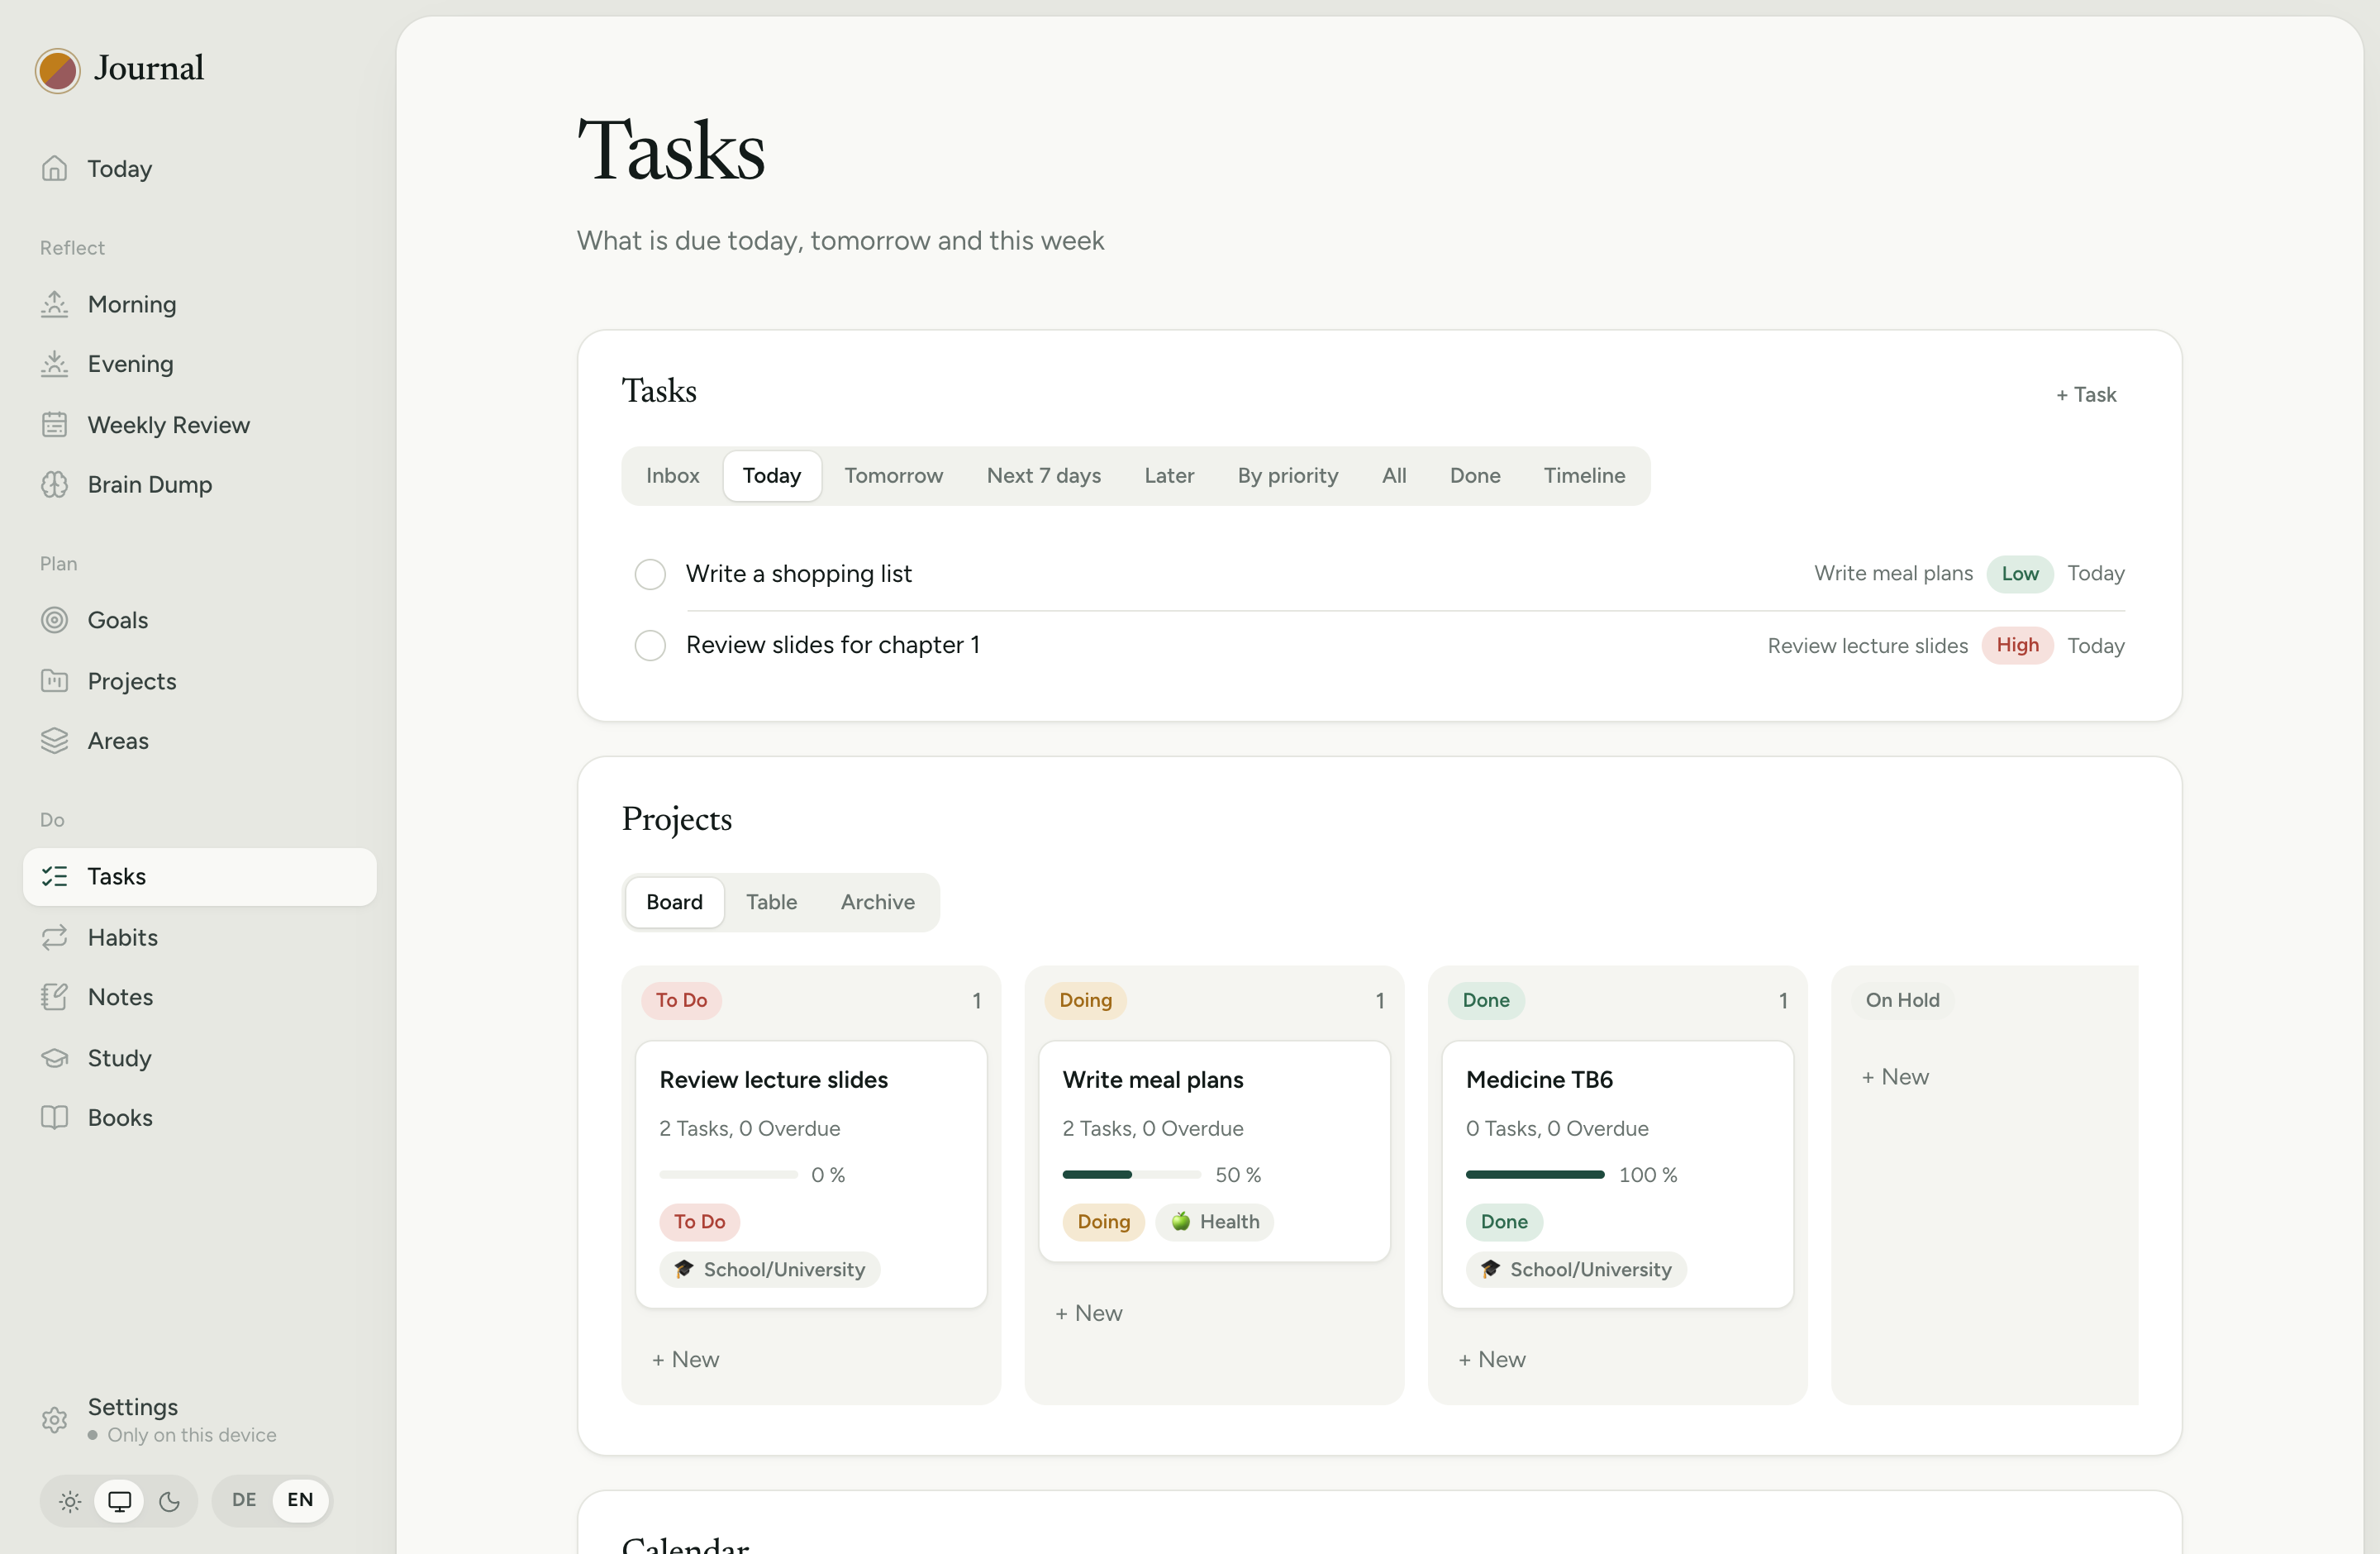 Journal
Today
Reflect
Morning
Evening
Weekly Review
Brain Dump
Plan
Goals
Projects
Areas
Do
Tasks
Habits
Notes
Study
Books
Settings
Only on this device
DE EN
Tasks
What is due today, tomorrow and this week
Tasks
+ Task
Inbox Today Tomorrow Next 7 days Later By priority All Done Timeline
Write a shopping list Write meal plans Low Today
Review slides for chapter 1 Review lecture slides High Today
Projects
Board Table Archive
To Do 1
Review lecture slides
2 Tasks, 0 Overdue
0 %
To Do
🎓 School/University
+ New
Doing 1
Write meal plans
2 Tasks, 0 Overdue
50 %
Doing 🍏 Health
+ New
Done 1
Medicine TB6
0 Tasks, 0 Overdue
100 %
Done
🎓 School/University
+ New
On Hold
+ New
Calendar